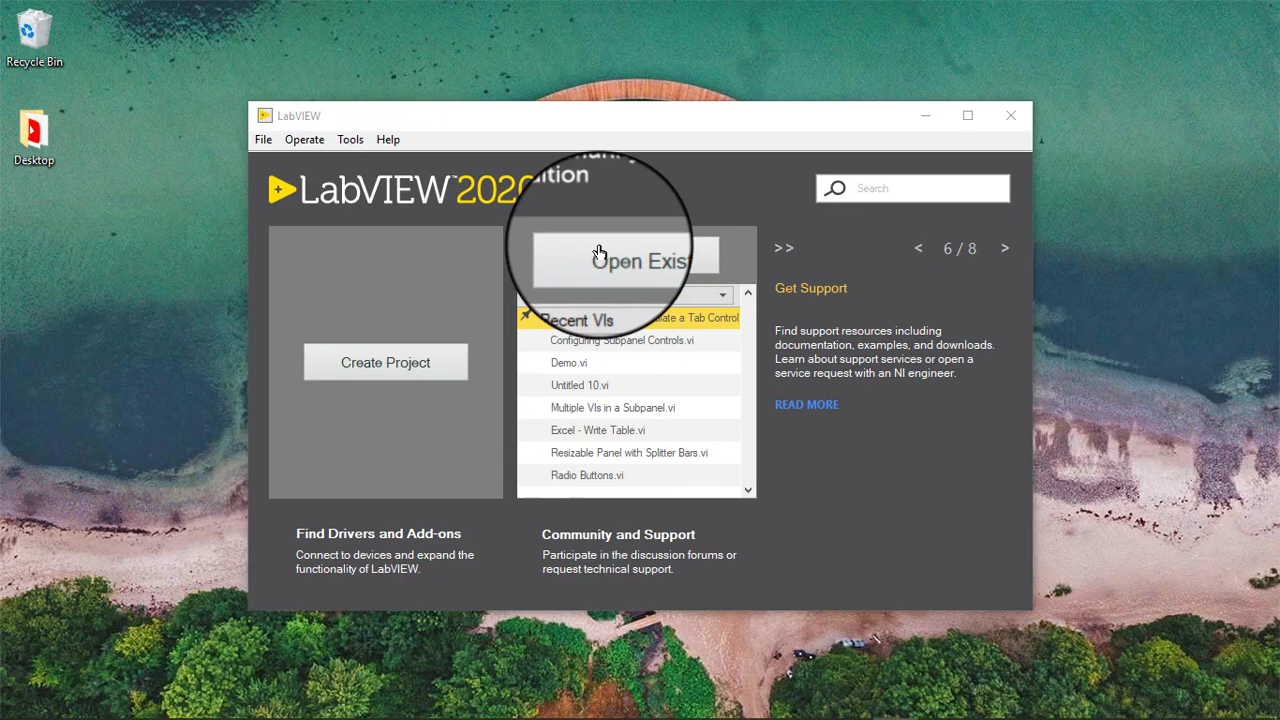 Recycle Bin
Desktop
LabVIEW
File Operate Tools Help
LabVIEW™202
dition
Search
Open Exist
Recent VIs
ate a Tab Control
Configuring Subpanel Controls.vi
Demo.vi
Untitled 10.vi
Multiple VIs in a Subpanel.vi
Excel - Write Table.vi
Resizable Panel with Splitter Bars.vi
Radio Buttons.vi
Create Project
>> < 6 / 8 >
Get Support
Find support resources including
documentation, examples, and downloads.
Learn about support services or open a
service request with an NI engineer.
READ MORE
Find Drivers and Add-ons
Connect to devices and expand the
functionality of LabVIEW.
Community and Support
Participate in the discussion forums or
request technical support.